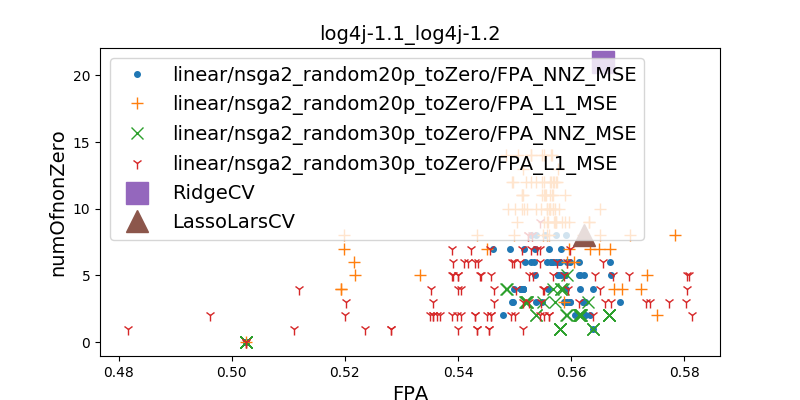 log4j-1.1_log4j-1.2
numOfnonZero
20
15
10
5
0
linear/nsga2_random20p_toZero/FPA_NNZ_MSE
linear/nsga2_random20p_toZero/FPA_L1_MSE
linear/nsga2_random30p_toZero/FPA_NNZ_MSE
linear/nsga2_random30p_toZero/FPA_L1_MSE
RidgeCV
LassoLarsCV
0.48 0.50 0.52 0.54 0.56 0.58
FPA